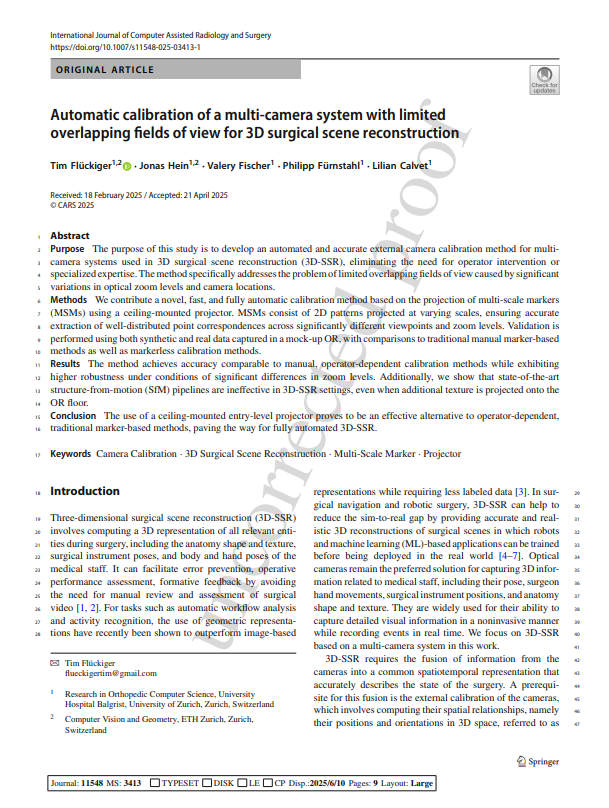 International Journal of Computer Assisted Radiology and Surgery
https://doi.org/10.1007/s11548-025-03413-1
ORIGINAL ARTICLE
Check for
updates
Automatic calibration of a multi-camera system with limited
overlapping fields of view for 3D surgical scene reconstruction
Tim Flückiger1,2 · Jonas Hein1,2 · Valery Fischer1 · Philipp Fürnstahl1 · Lilian Calvet1
Received: 18 February 2025 / Accepted: 21 April 2025
© CARS 2025
1 Abstract
2 Purpose The purpose of this study is to develop an automated and accurate external camera calibration method for multi-
3 camera systems used in 3D surgical scene reconstruction (3D-SSR), eliminating the need for operator intervention or
4 specialized expertise. The method specifically addresses the problem of limited overlapping fields of view caused by significant
5 variations in optical zoom levels and camera locations.
6 Methods We contribute a novel, fast, and fully automatic calibration method based on the projection of multi-scale markers
7 (MSMs) using a ceiling-mounted projector. MSMs consist of 2D patterns projected at varying scales, ensuring accurate
8 extraction of well-distributed point correspondences across significantly different viewpoints and zoom levels. Validation is
9 performed using both synthetic and real data captured in a mock-up OR, with comparisons to traditional manual marker-based
10 methods as well as markerless calibration methods.
11 Results The method achieves accuracy comparable to manual, operator-dependent calibration methods while exhibiting
12 higher robustness under conditions of significant differences in zoom levels. Additionally, we show that state-of-the-art
13 structure-from-motion (SfM) pipelines are ineffective in 3D-SSR settings, even when additional texture is projected onto the
14 OR floor.
15 Conclusion The use of a ceiling-mounted entry-level projector proves to be an effective alternative to operator-dependent,
16 traditional marker-based methods, paving the way for fully automated 3D-SSR.
17 Keywords Camera Calibration · 3D Surgical Scene Reconstruction · Multi-Scale Marker · Projector
18 Introduction
19 Three-dimensional surgical scene reconstruction (3D-SSR)
20 involves computing a 3D representation of all relevant enti-
21 ties during surgery, including the anatomy shape and texture,
22 surgical instrument poses, and body and hand poses of the
23 medical staff. It can facilitate error prevention, operative
24 performance assessment, formative feedback by avoiding
25 the need for manual review and assessment of surgical
26 video [1, 2]. For tasks such as automatic workflow analysis
27 and activity recognition, the use of geometric representa-
28 tions have recently been shown to outperform image-based
representations while requiring less labeled data [3]. In sur- 29
gical navigation and robotic surgery, 3D-SSR can help to 30
reduce the sim-to-real gap by providing accurate and real- 31
istic 3D reconstructions of surgical scenes in which robots 32
and machine learning (ML)-based applications can be trained 33
before being deployed in the real world [4–7]. Optical 34
cameras remain the preferred solution for capturing 3D infor- 35
mation related to medical staff, including their pose, surgeon 36
hand movements, surgical instrument positions, and anatomy 37
shape and texture. They are widely used for their ability to 38
capture detailed visual information in a noninvasive manner 39
while recording events in real time. We focus on 3D-SSR 40
based on a multi-camera system in this work. 41
3D-SSR requires the fusion of information from the 42
cameras into a common spatiotemporal representation that 43
accurately describes the state of the surgery. A prerequi- 44
site for this fusion is the external calibration of the cameras, 45
which involves computing their spatial relationships, namely 46
their positions and orientations in 3D space, referred to as 47
Tim Flückiger
flueckigertim@gmail.com
1 Research in Orthopedic Computer Science, University
Hospital Balgrist, University of Zurich, Zurich, Switzerland
2 Computer Vision and Geometry, ETH Zurich, Zurich,
Switzerland
uncorrected proof
Springer
Journal: 11548 MS: 3413 TYPESET DISK LE CP Disp.:2025/6/10 Pages: 9 Layout: Large